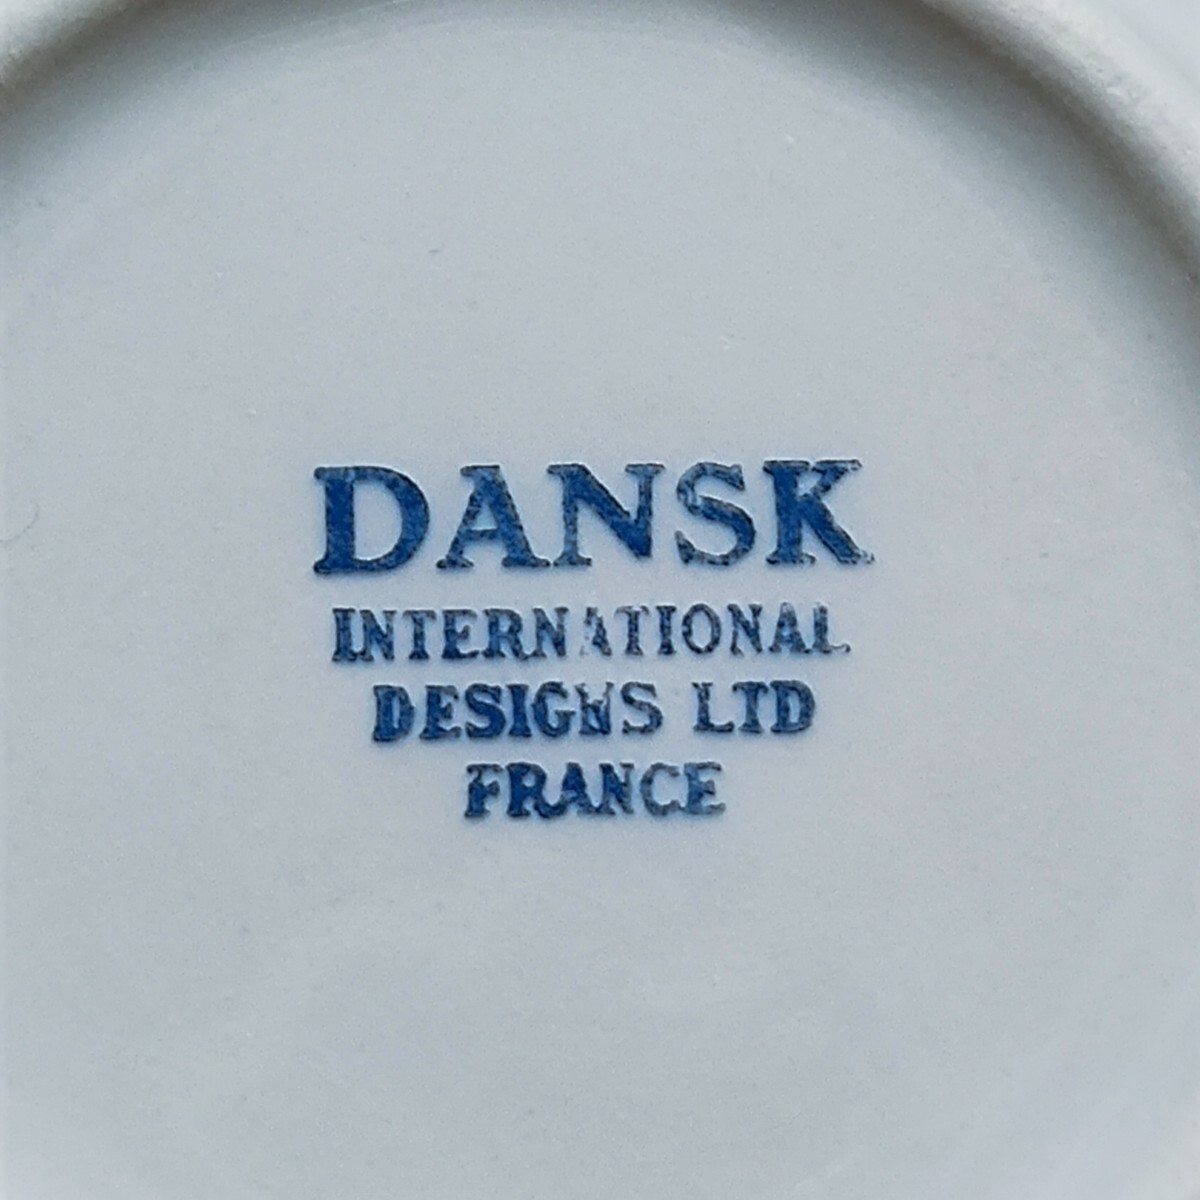 DANSK
INTERNATIONAL
DESIGNS LTD
FRANCE